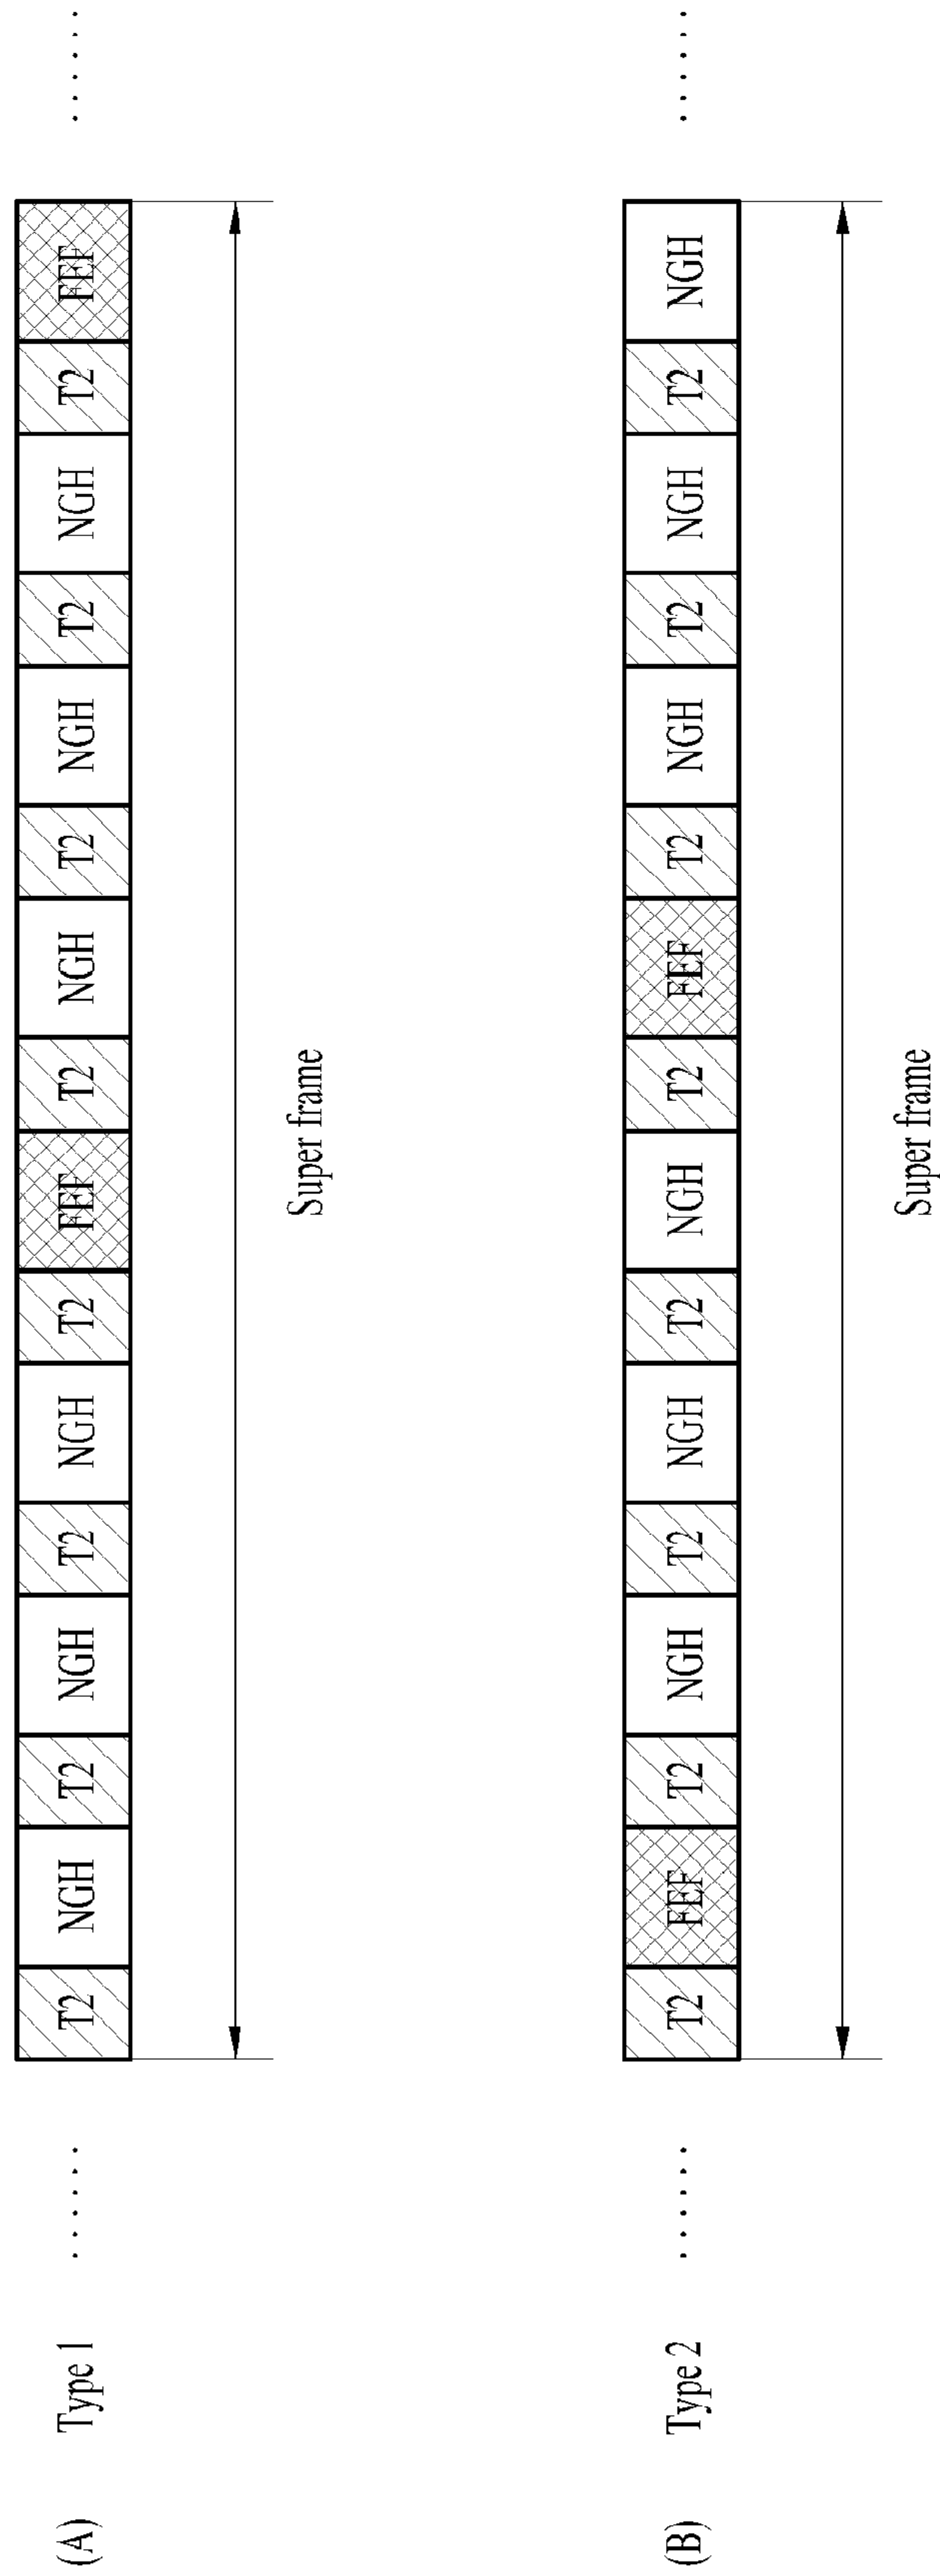 (A) Type 1 ...... T2 NGH T2 NGH T2 NGH T2 FEF T2 NGH T2 NGH T2 NGH T2 FEF ......
Super frame
(B) Type 2 ...... T2 FEF T2 NGH T2 NGH T2 NGH T2 FEF T2 NGH T2 NGH T2 NGH ......
Super frame